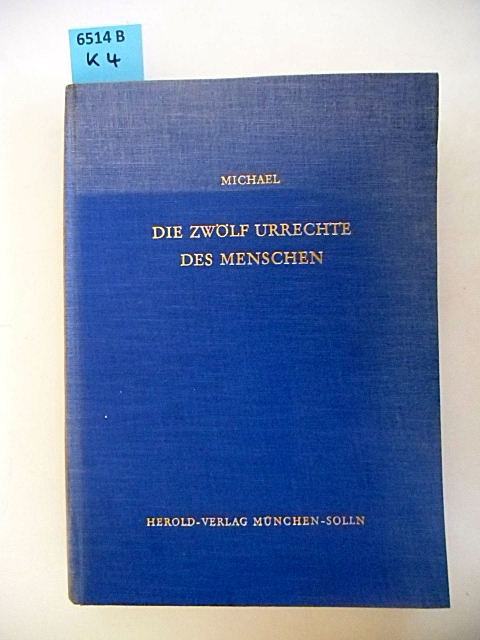 6514 B
K 4
MICHAEL
DIE ZWÖLF URRECHTE
DES MENSCHEN
HEROLD-VERLAG MÜNCHEN-SOLLN